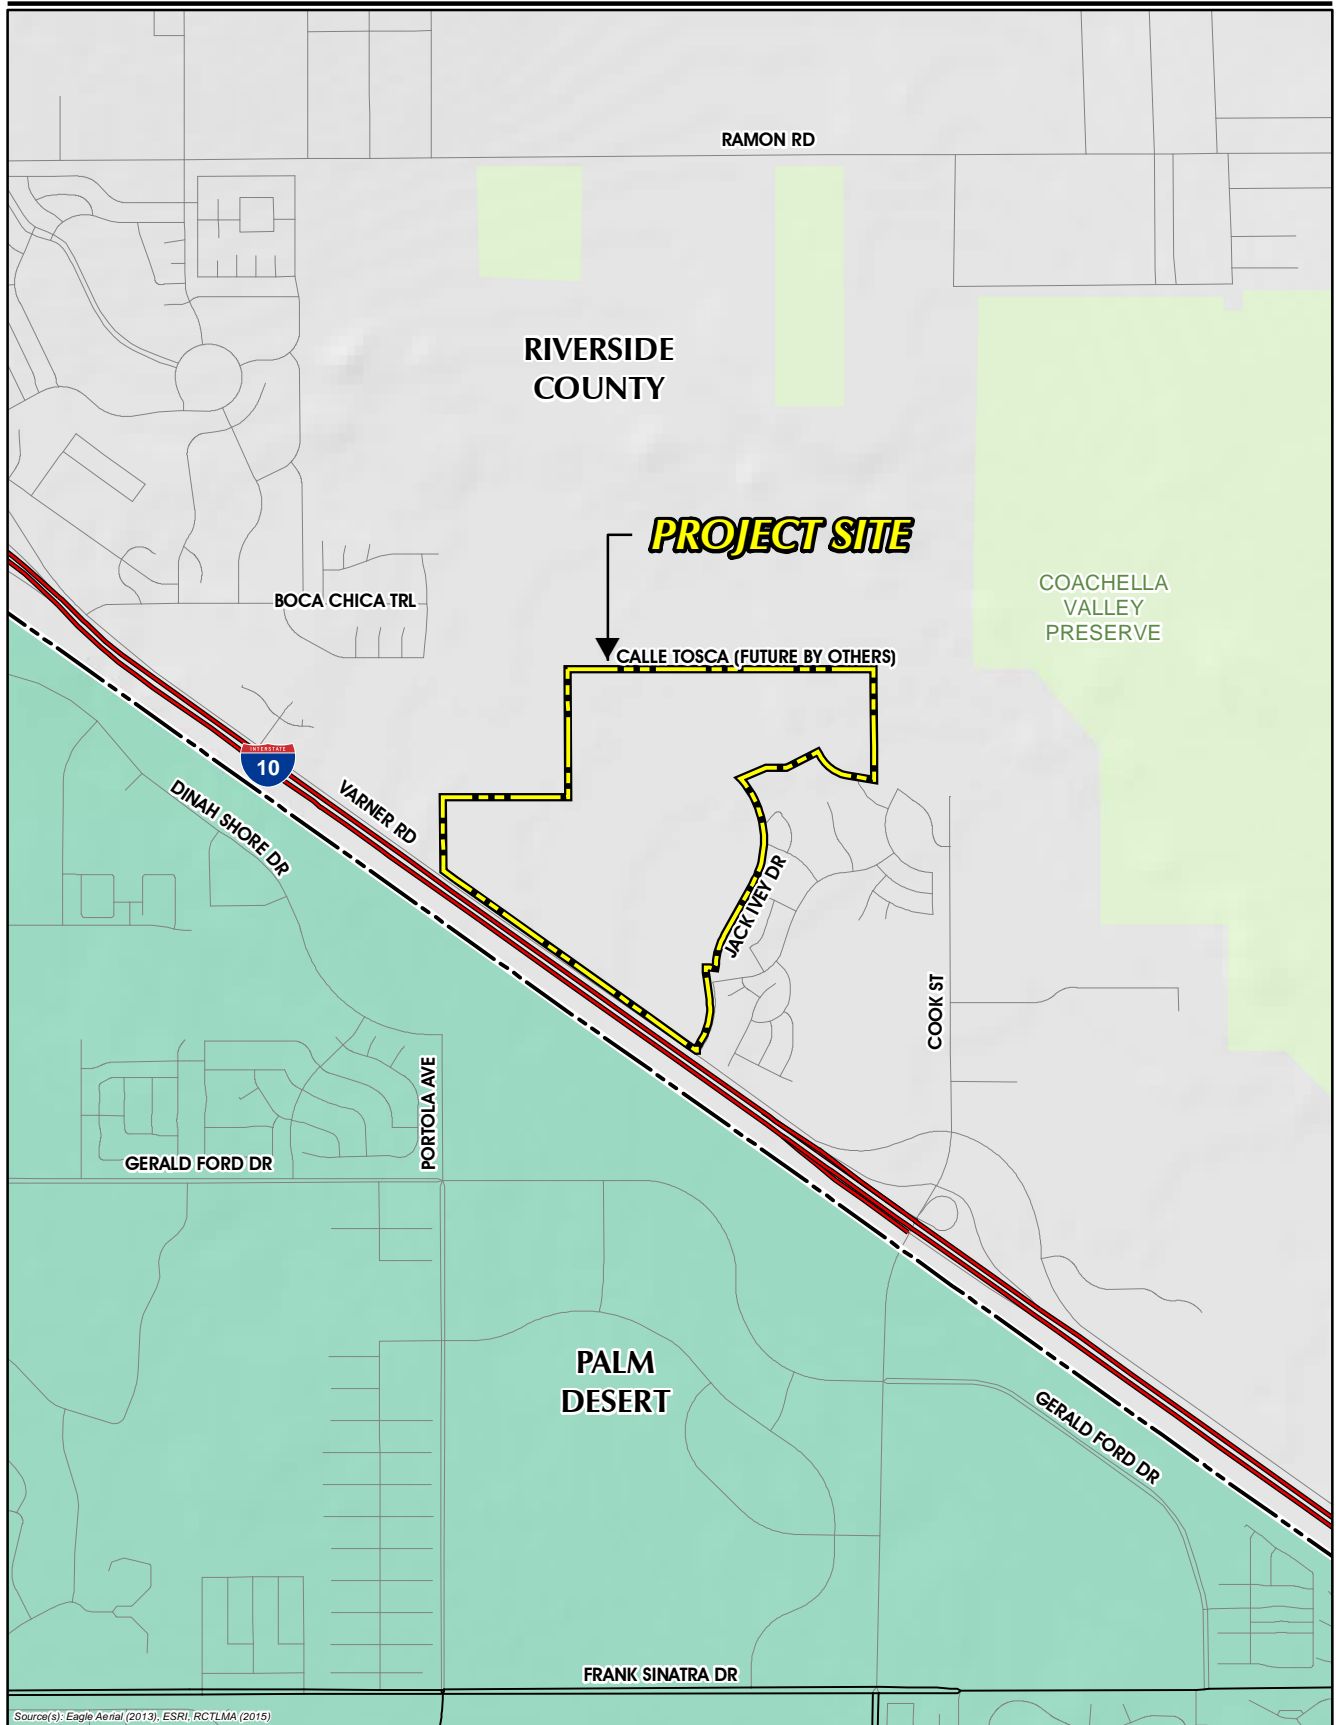 RAMON RD
RIVERSIDE
COUNTY
PROJECT SITE
COACHELLA
VALLEY
PRESERVE
BOCA CHICA TRL
CALLE TOSCA (FUTURE BY OTHERS)
INTERSTATE
10
VARNER RD
DINAH SHORE DR
JACK IVEY DR
COOK ST
PORTOLA AVE
GERALD FORD DR
PALM
DESERT
GERALD FORD DR
FRANK SINATRA DR
Source(s): Eagle Aerial (2013), ESRI, RCTLMA (2015)